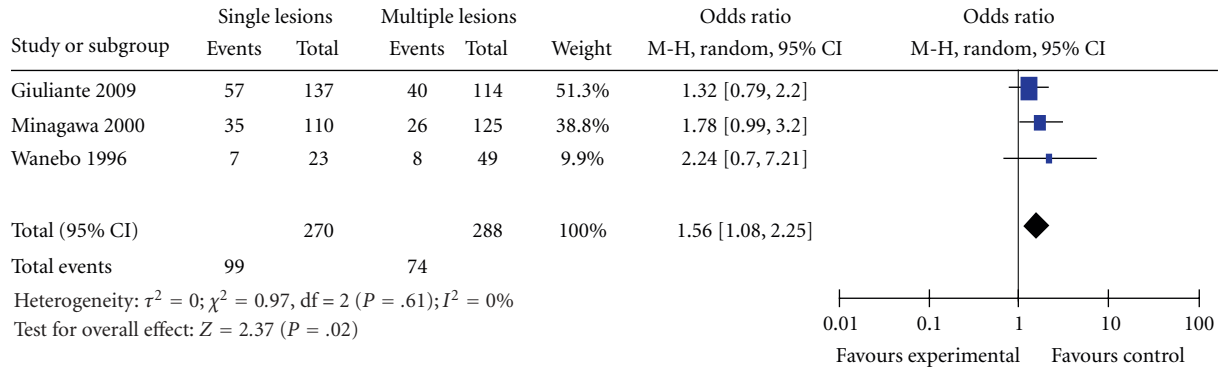 Single lesions Multiple lesions Odds ratio Odds ratio
Study or subgroup Events Total Events Total Weight M-H, random, 95% CI M-H, random, 95% CI
Giuliante 2009 57 137 40 114 51.3% 1.32 [0.79, 2.2]
Minagawa 2000 35 110 26 125 38.8% 1.78 [0.99, 3.2]
Wanebo 1996 7 23 8 49 9.9% 2.24 [0.7, 7.21]
Total (95% CI) 270 288 100% 1.56 [1.08, 2.25]
Total events 99 74
Heterogeneity: τ² = 0; χ² = 0.97, df = 2 (P = .61); I² = 0%
Test for overall effect: Z = 2.37 (P = .02)
0.01 0.1 1 10 100
Favours experimental Favours control